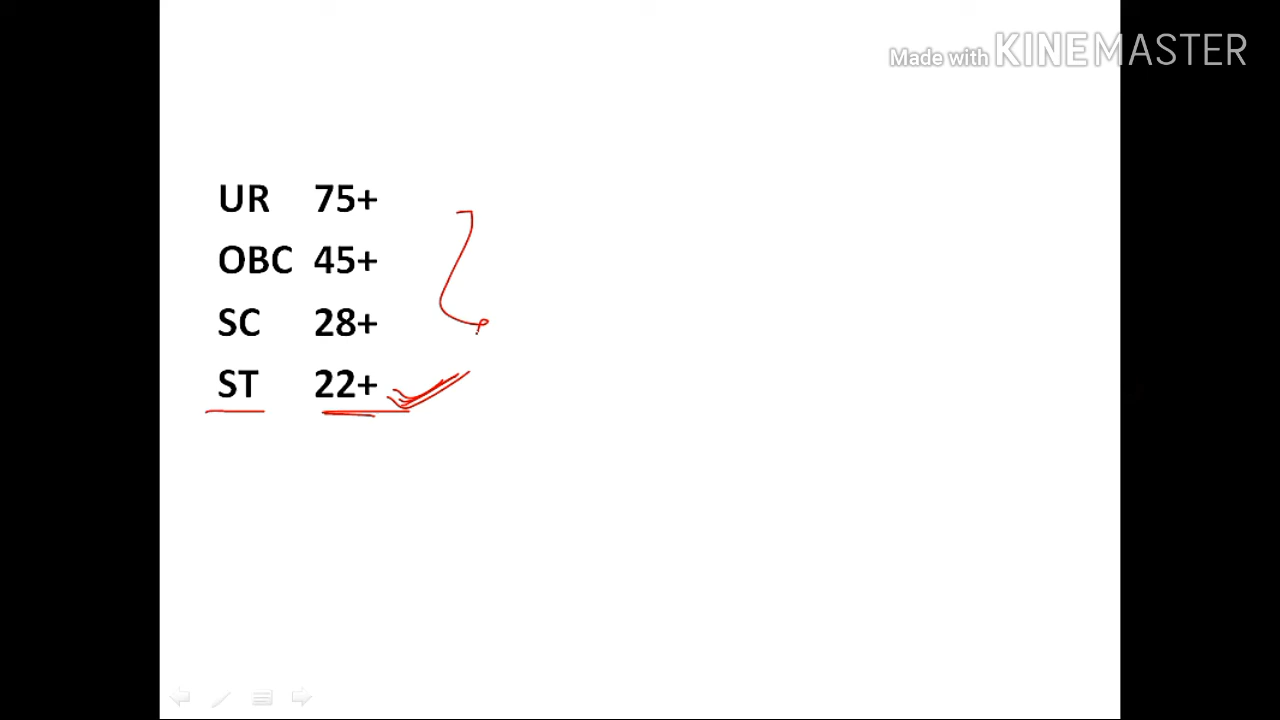 Made with KINEMASTER
UR 75+
OBC 45+
SC 28+
ST 22+